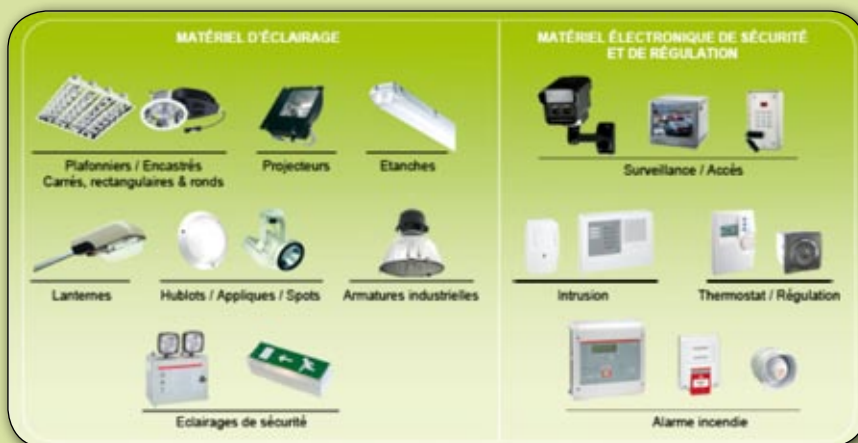 MATÉRIEL D'ÉCLAIRAGE
Plafonniers / Encastrés
Carrés, rectangulaires & ronds
Projecteurs
Etanches
Lanternes
Hublots / Appliques / Spots
Armatures industrielles
Eclairages de sécurité
MATÉRIEL ÉLECTRONIQUE DE SÉCURITÉ
ET DE RÉGULATION
Surveillance / Accès
Intrusion
Thermostat / Régulation
Alarme incendie